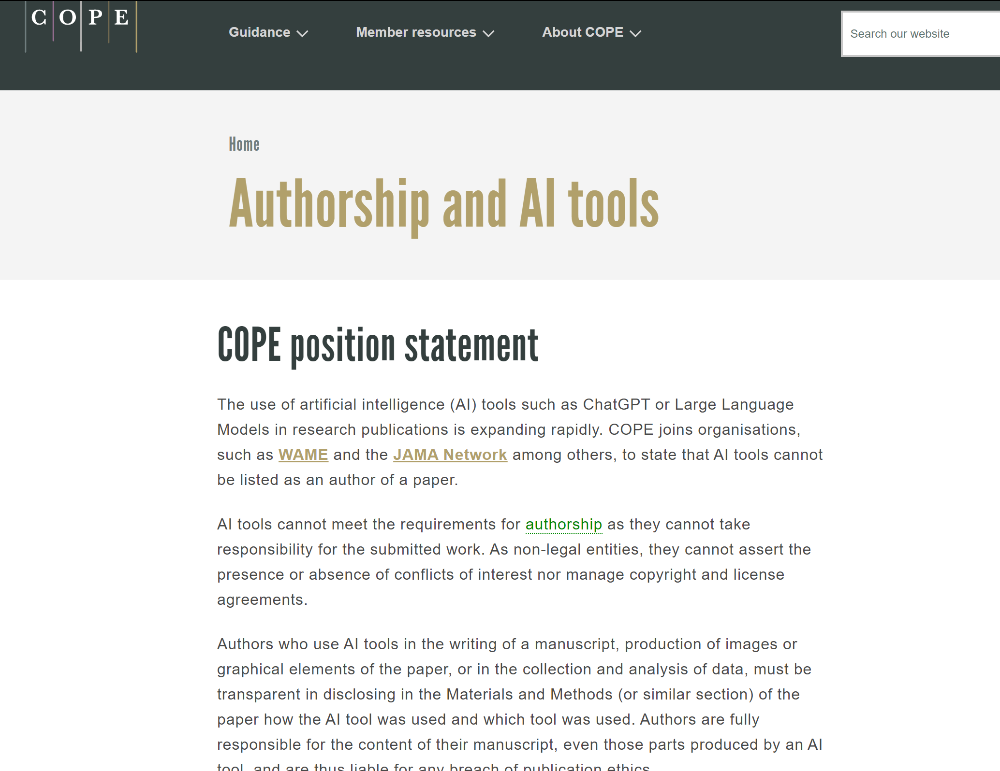 COPE
Guidance
Member resources
About COPE
Search our website
Home
Authorship and AI tools
COPE position statement
The use of artificial intelligence (AI) tools such as ChatGPT or Large Language
Models in research publications is expanding rapidly. COPE joins organisations,
such as WAME and the JAMA Network among others, to state that AI tools cannot
be listed as an author of a paper.
AI tools cannot meet the requirements for authorship as they cannot take
responsibility for the submitted work. As non-legal entities, they cannot assert the
presence or absence of conflicts of interest nor manage copyright and license
agreements.
Authors who use AI tools in the writing of a manuscript, production of images or
graphical elements of the paper, or in the collection and analysis of data, must be
transparent in disclosing in the Materials and Methods (or similar section) of the
paper how the AI tool was used and which tool was used. Authors are fully
responsible for the content of their manuscript, even those parts produced by an AI
tool, and are thus liable for any breach of publication ethics.